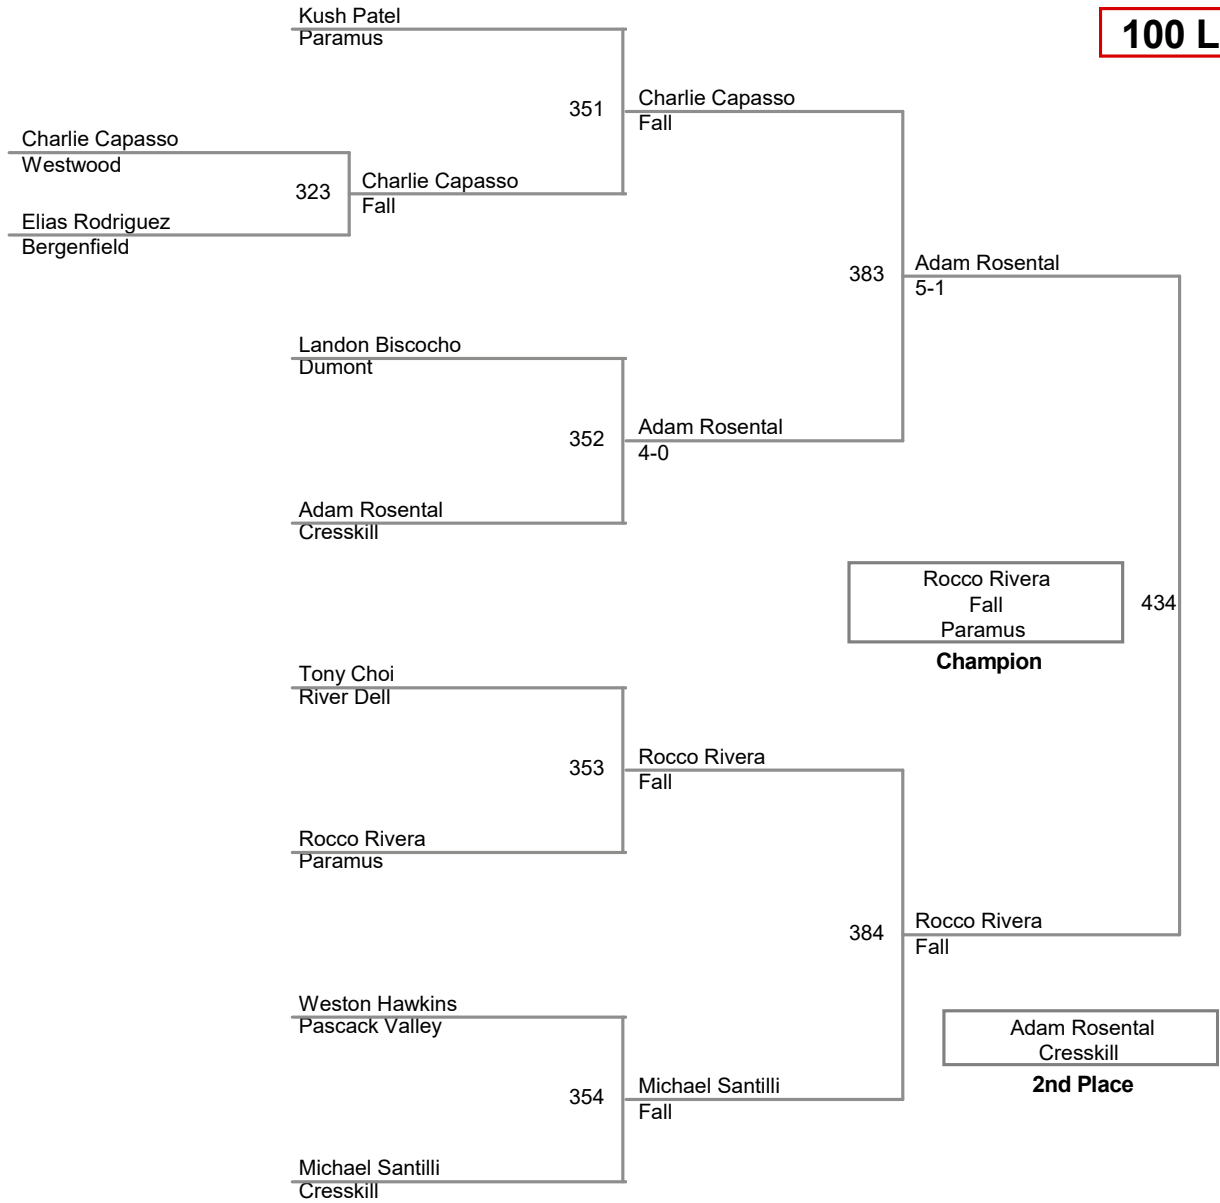 Kush Patel
Paramus
100 L
351
Charlie Capasso
Fall
Charlie Capasso
Westwood
323
Charlie Capasso
Fall
Elias Rodriguez
Bergenfield
383
Adam Rosental
5-1
Landon Biscocho
Dumont
352
Adam Rosental
4-0
Adam Rosental
Cresskill
Rocco Rivera
Fall
Paramus
434
Champion
Tony Choi
River Dell
353
Rocco Rivera
Fall
Rocco Rivera
Paramus
384
Rocco Rivera
Fall
Weston Hawkins
Pascack Valley
Adam Rosental
Cresskill
2nd Place
354
Michael Santilli
Fall
Michael Santilli
Cresskill